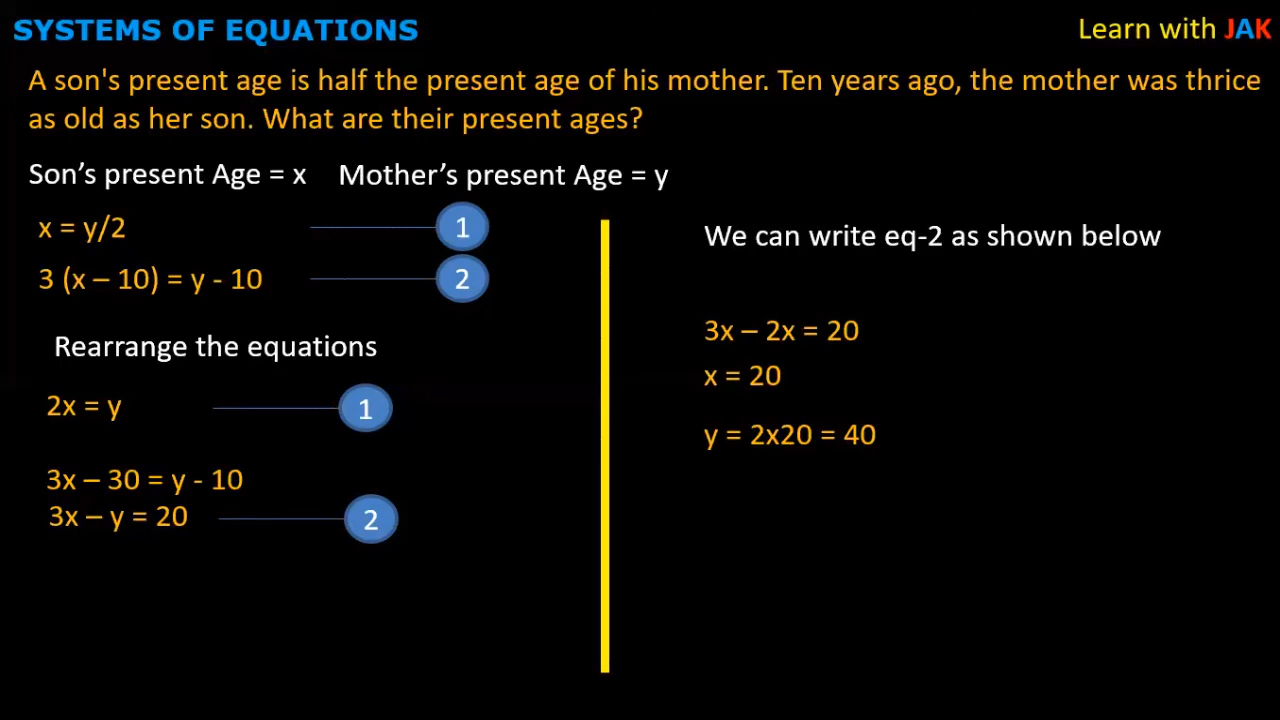 SYSTEMS OF EQUATIONS
Learn with JAK
A son's present age is half the present age of his mother. Ten years ago, the mother was thrice
as old as her son. What are their present ages?
Son’s present Age = x
Mother’s present Age = y
x = y/2
1
3 (x – 10) = y - 10
2
Rearrange the equations
2x = y
1
3x – 30 = y - 10
3x – y = 20
2
We can write eq-2 as shown below
3x – 2x = 20
x = 20
y = 2x20 = 40